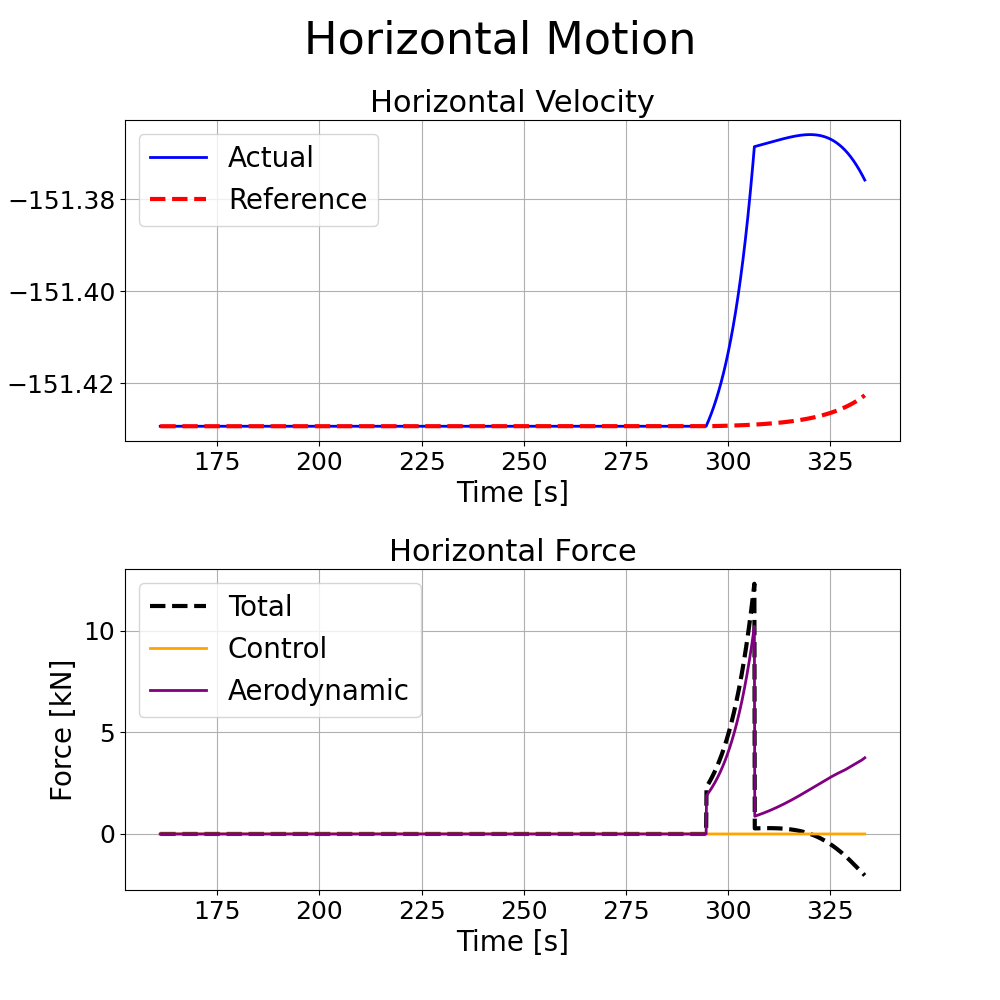 Horizontal Motion
Horizontal Velocity
Actual
Reference
−151.38
−151.40
−151.42
175 200 225 250 275 300 325
Time [s]
Horizontal Force
Total
Control
Aerodynamic
Force [kN]
10
5
0
175 200 225 250 275 300 325
Time [s]